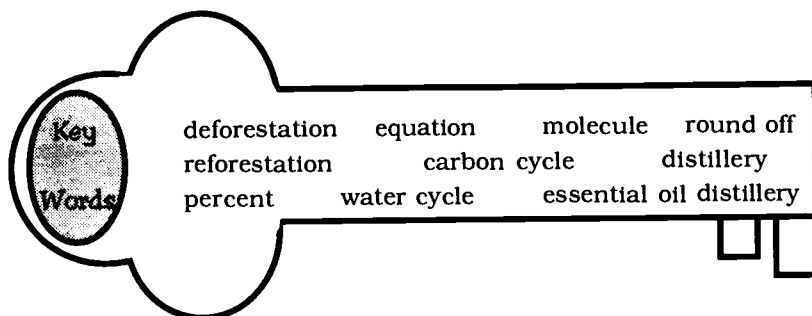 Key
Words
deforestation equation molecule round off
reforestation carbon cycle distillery
percent water cycle essential oil distillery